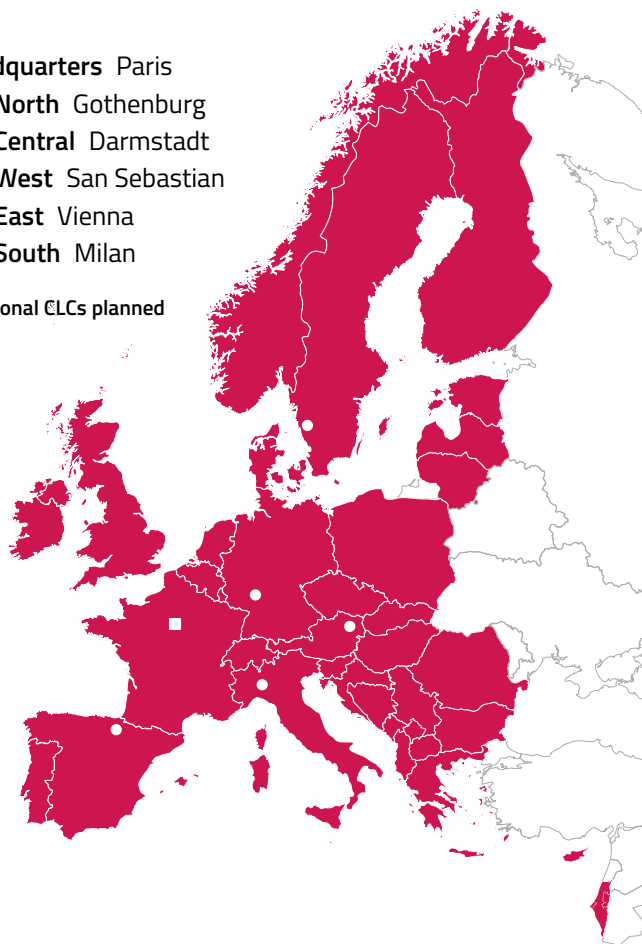 dquarters Paris
North Gothenburg
Central Darmstadt
West San Sebastian
East Vienna
South Milan
onal CLCs planned